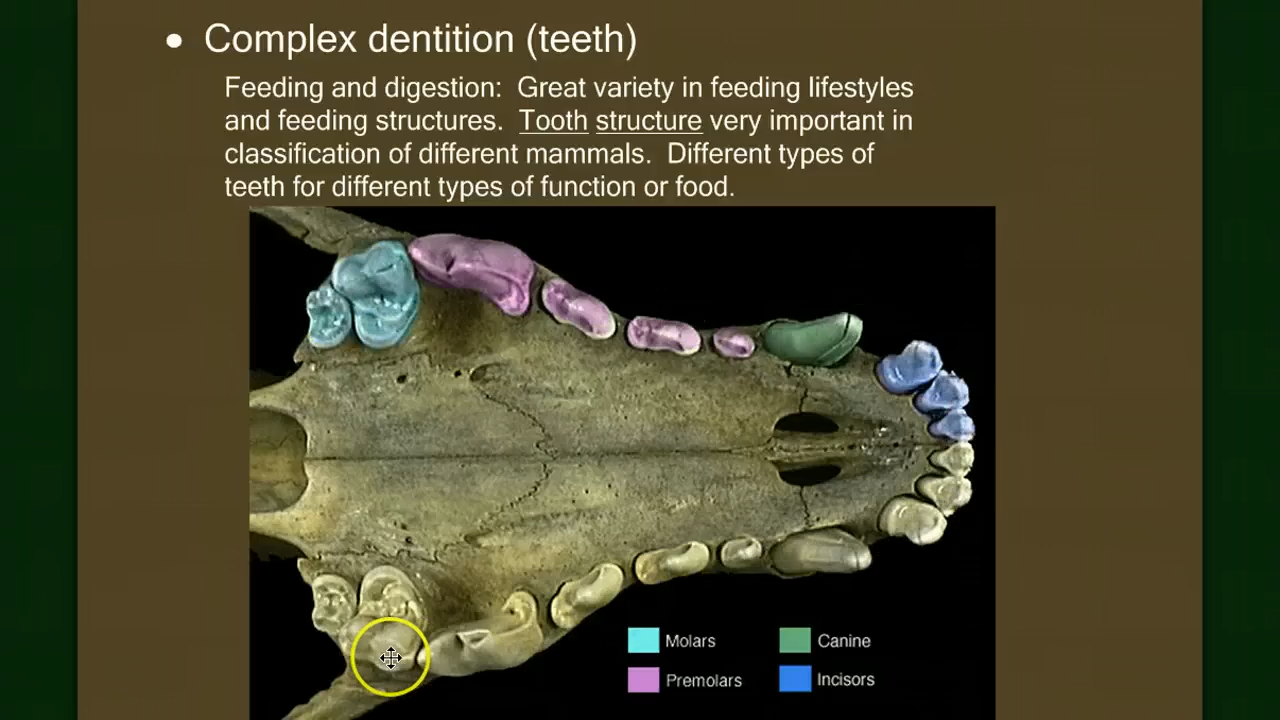 • Complex dentition (teeth)
Feeding and digestion: Great variety in feeding lifestyles
and feeding structures. Tooth structure very important in
classification of different mammals. Different types of
teeth for different types of function or food.
Molars
Canine
Premolars
Incisors